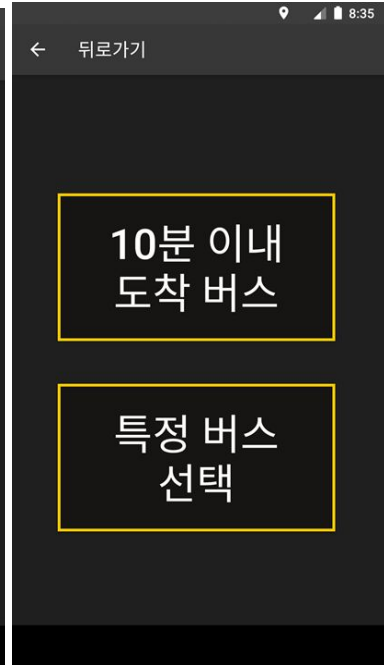 8:35
뒤로가기
10분 이내
도착 버스
특정 버스
선택